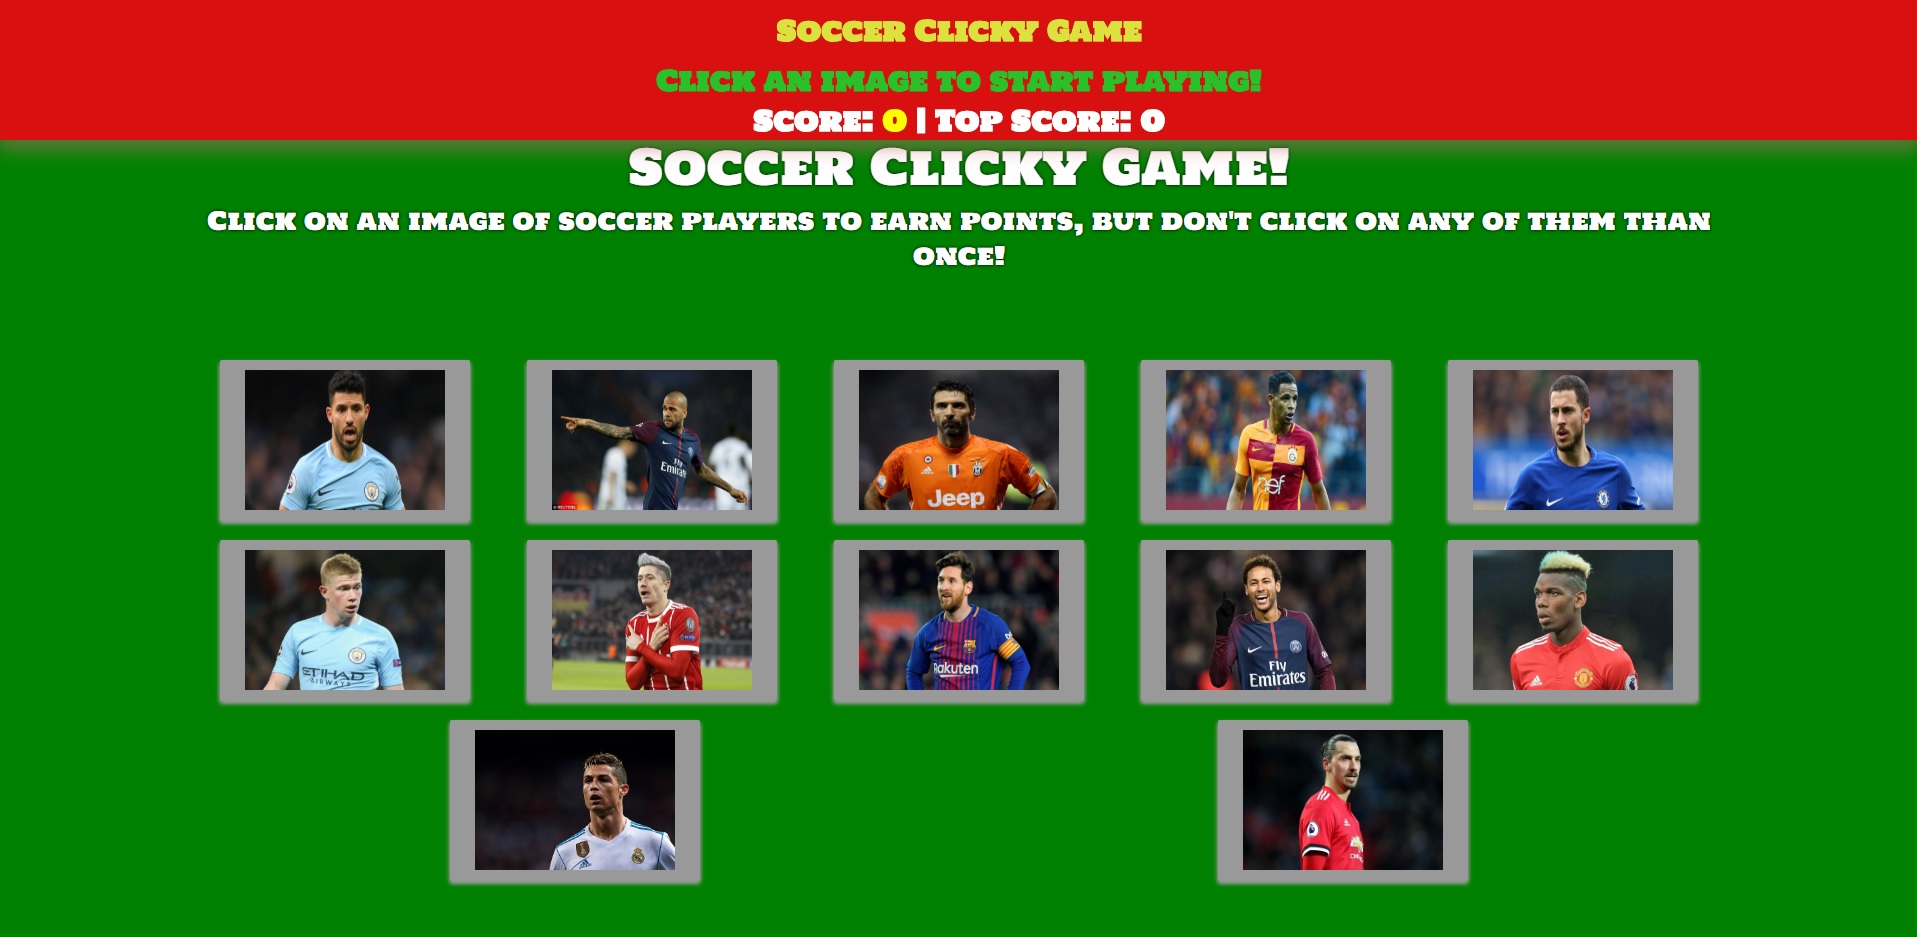 Soccer Clicky Game
Click an image to start playing!
Score: 0 | Top Score: 0
Soccer Clicky Game!
Click on an image of soccer players to earn points, but don't click on any of them than
once!
Fly
Emirates
Jeep
nef
ETIHAD
AIRWAYS
Rakuten
Fly
Emirates